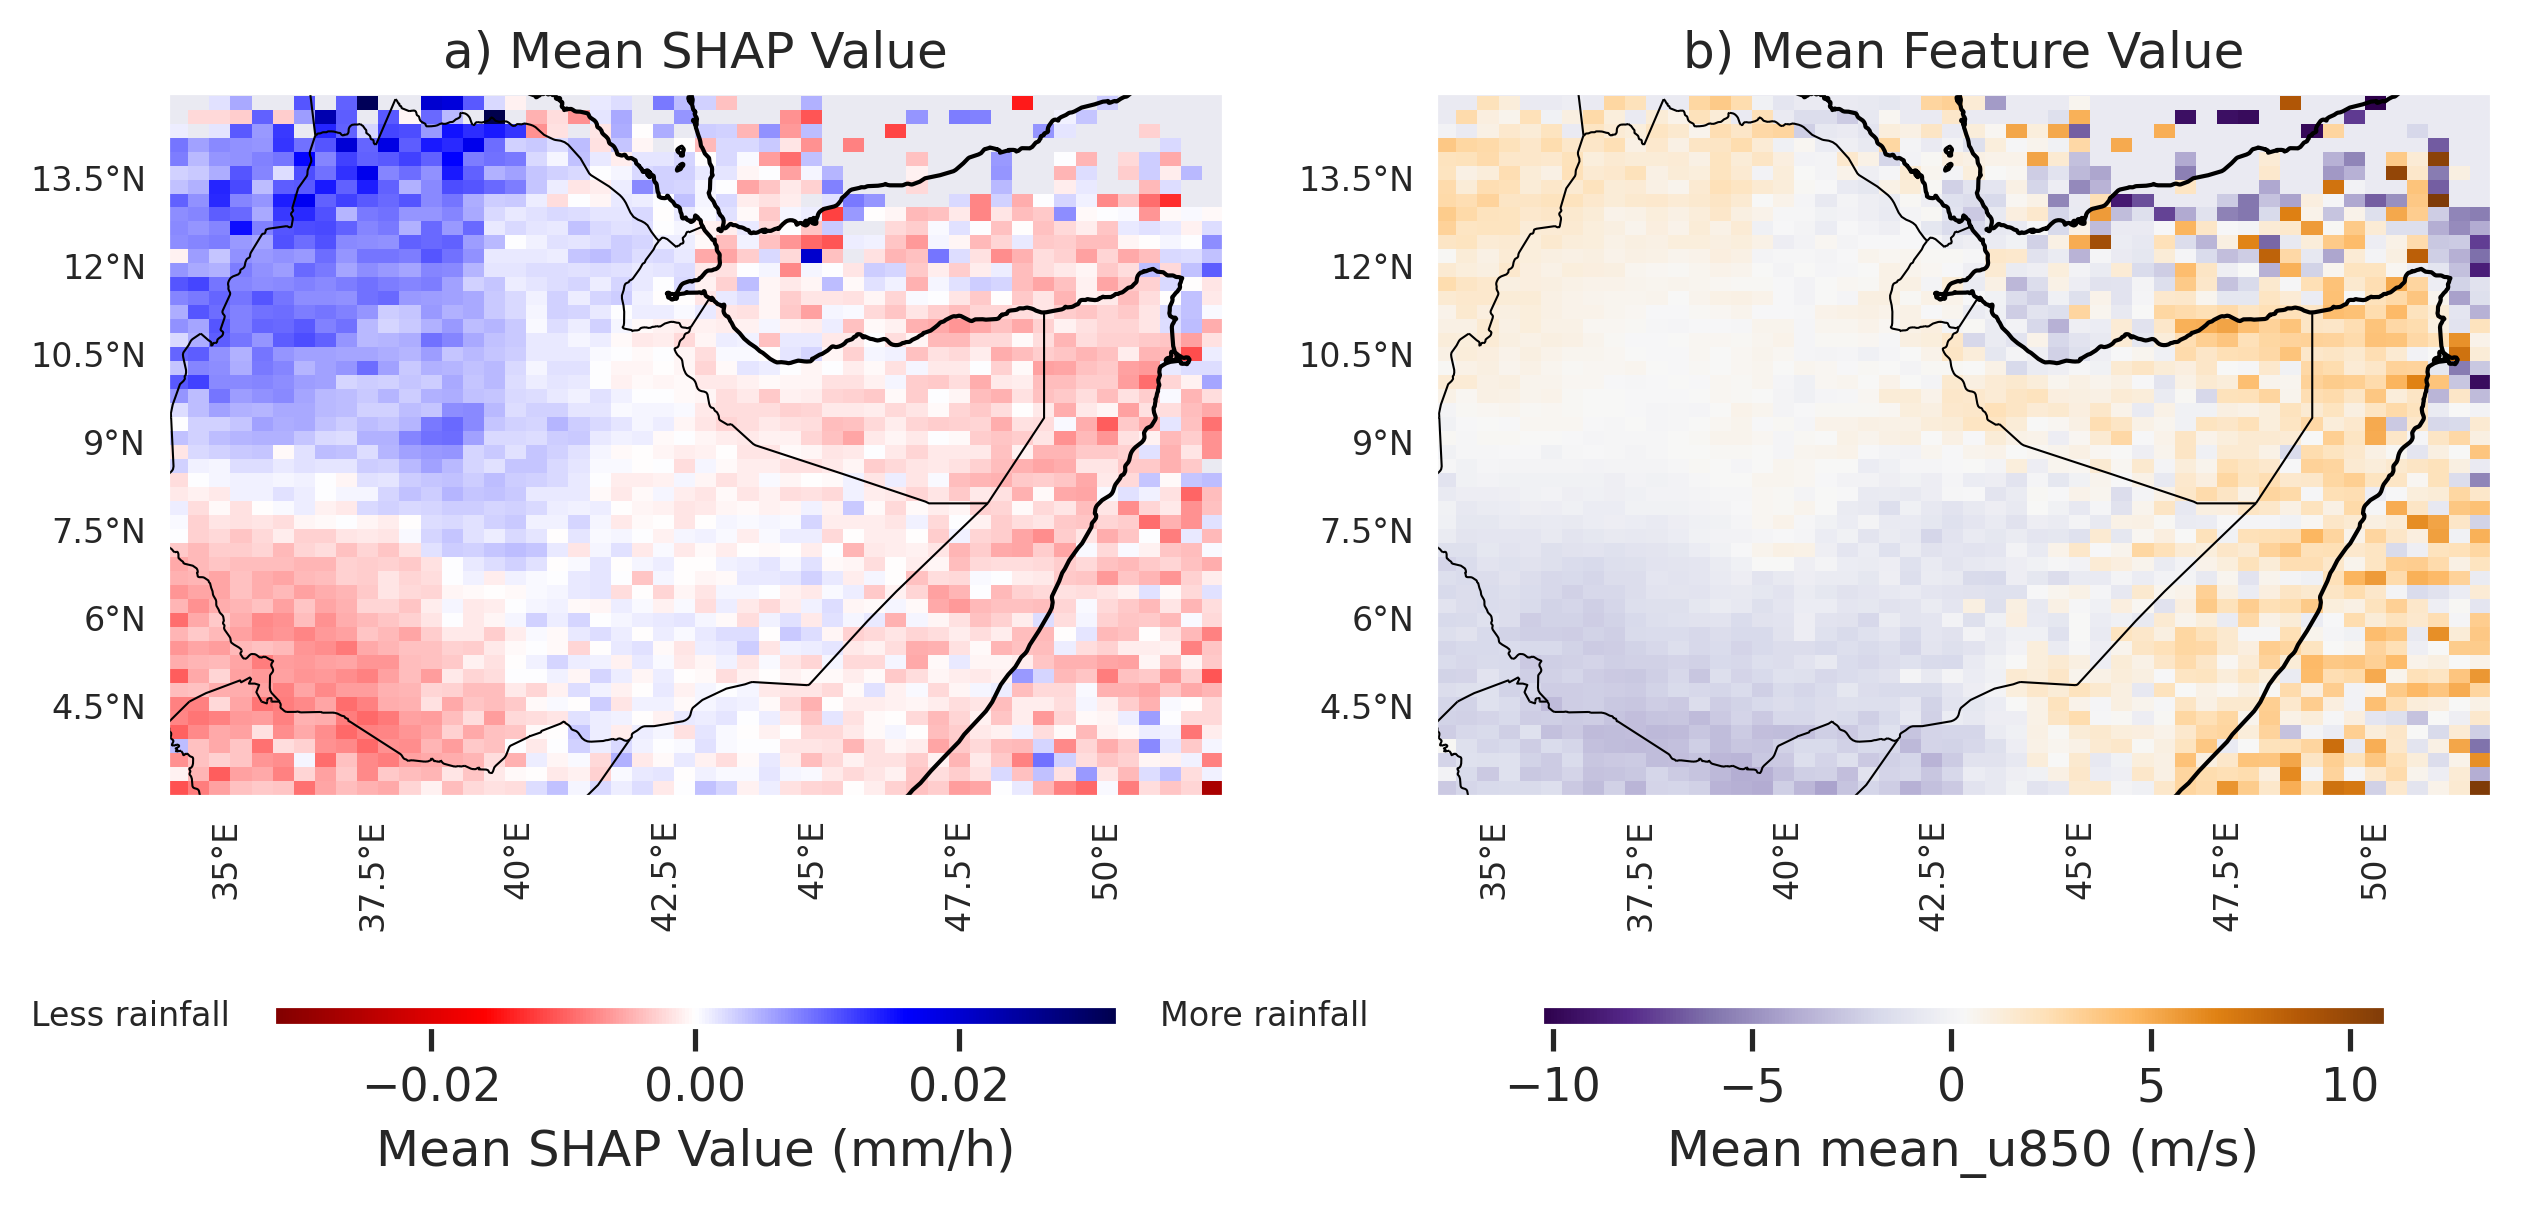 a) Mean SHAP Value
13.5°N
12°N
10.5°N
9°N
7.5°N
6°N
4.5°N
35°E
37.5°E
40°E
42.5°E
45°E
47.5°E
50°E
Less rainfall
More rainfall
−0.02
0.00
0.02
Mean SHAP Value (mm/h)
b) Mean Feature Value
13.5°N
12°N
10.5°N
9°N
7.5°N
6°N
4.5°N
35°E
37.5°E
40°E
42.5°E
45°E
47.5°E
50°E
−10
−5
0
5
10
Mean mean_u850 (m/s)